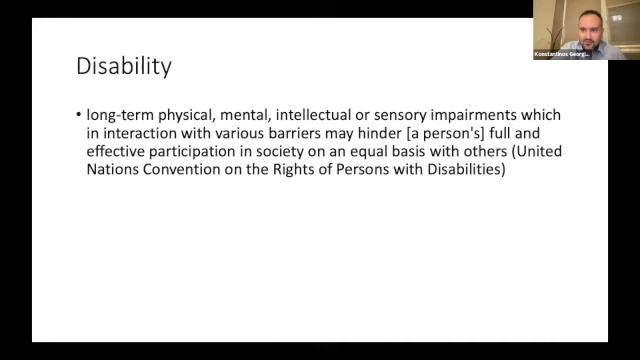 Konstantinos Georgi...
Disability
• long-term physical, mental, intellectual or sensory impairments which
in interaction with various barriers may hinder [a person's] full and
effective participation in society on an equal basis with others (United
Nations Convention on the Rights of Persons with Disabilities)